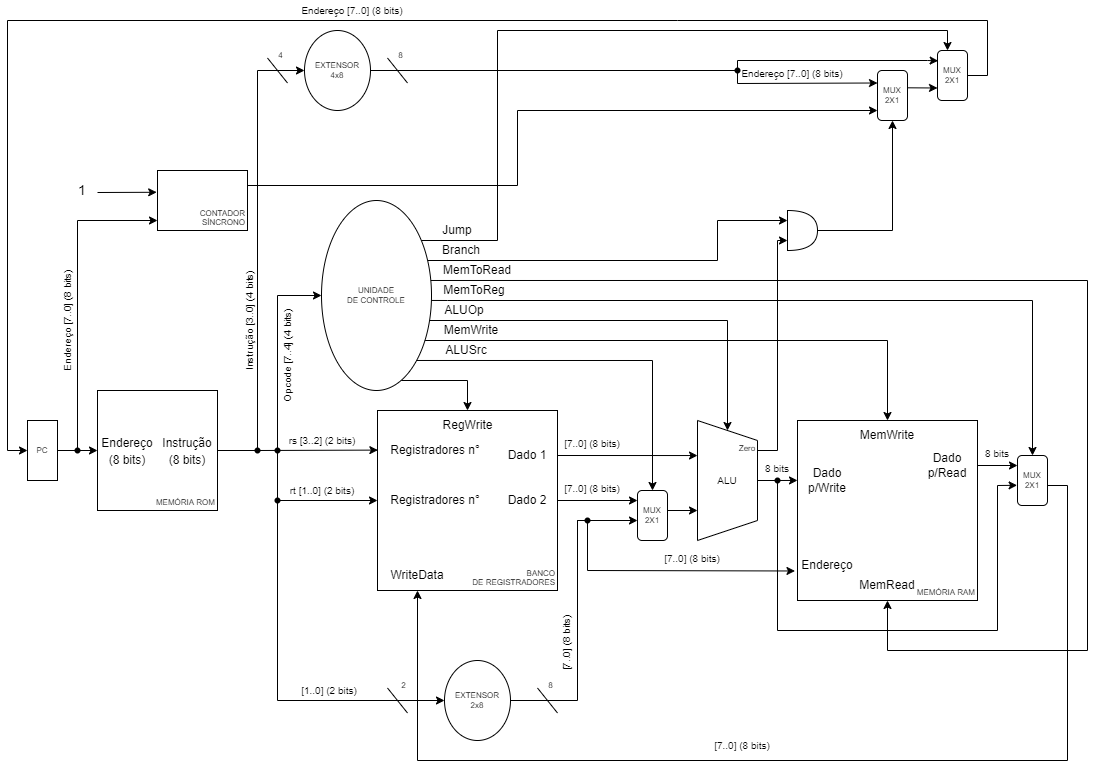 Endereço [7..0] (8 bits)
4
EXTENSOR
4x8
8
Endereço [7..0] (8 bits)
MUX
2X1
MUX
2X1
1
CONTADOR
SÍNCRONO
Endereço [7..0] (8 bits)
Instrução [3..0] (4 bits)
Opcode [7..4] (4 bits)
UNIDADE
DE CONTROLE
Jump
Branch
MemToRead
MemToReg
ALUOp
MemWrite
ALUSrc
PC
Endereço
(8 bits)
Instrução
(8 bits)
MEMÓRIA ROM
rs [3..2] (2 bits)
rt [1..0] (2 bits)
RegWrite
Registradores n°
Registradores n°
Dado 1
Dado 2
WriteData
BANCO
DE REGISTRADORES
[7..0] (8 bits)
[7..0] (8 bits)
MUX
2X1
Zero
ALU
8 bits
[7..0] (8 bits)
MemWrite
Dado
p/Write
Dado
p/Read
Endereço
MemRead
MEMÓRIA RAM
8 bits
MUX
2X1
[7..0] (8 bits)
[1..0] (2 bits)
2
EXTENSOR
2x8
8
[7..0] (8 bits)